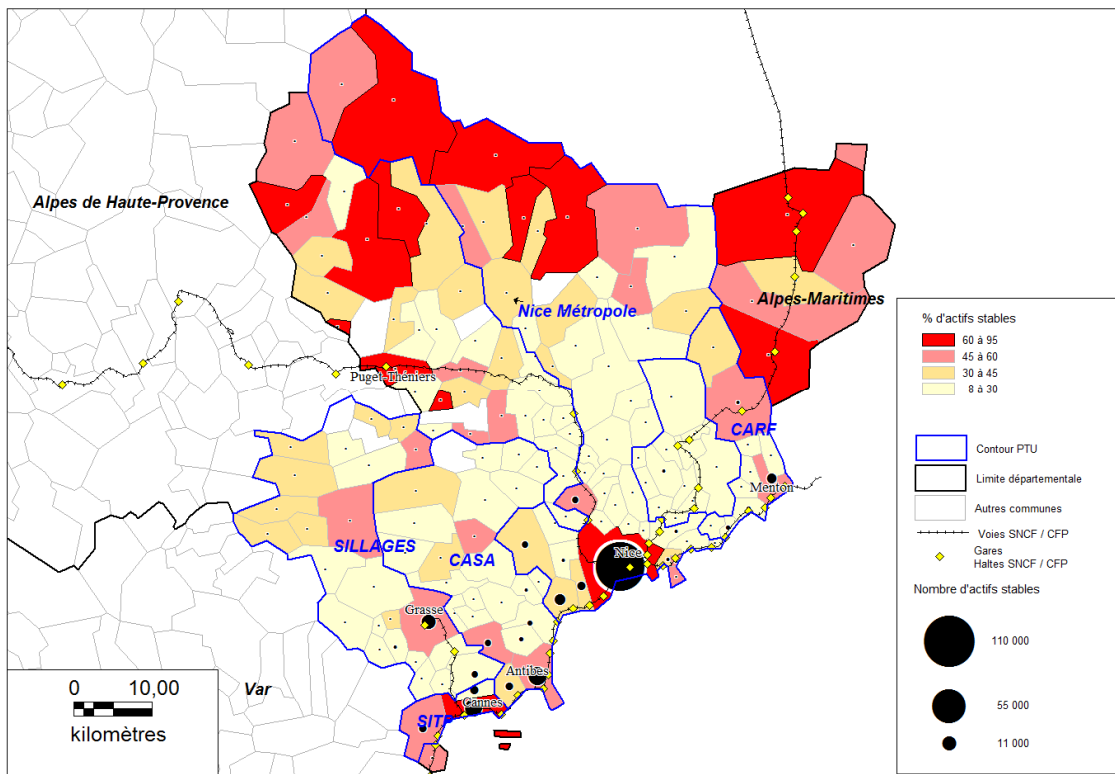 Alpes de Haute-Provence
Nice Métropole
Alpes-Maritimes
Puget-Théniers
CARF
Menton
SILLAGES
CASA
Nice
Grasse
Antibes
Cannes
SITP
Var
0 10,00
kilomètres
% d'actifs stables
60 à 95
45 à 60
30 à 45
8 à 30
Contour PTU
Limite départementale
Autres communes
Voies SNCF / CFP
Gares
Haltes SNCF / CFP
Nombre d'actifs stables
110 000
55 000
11 000